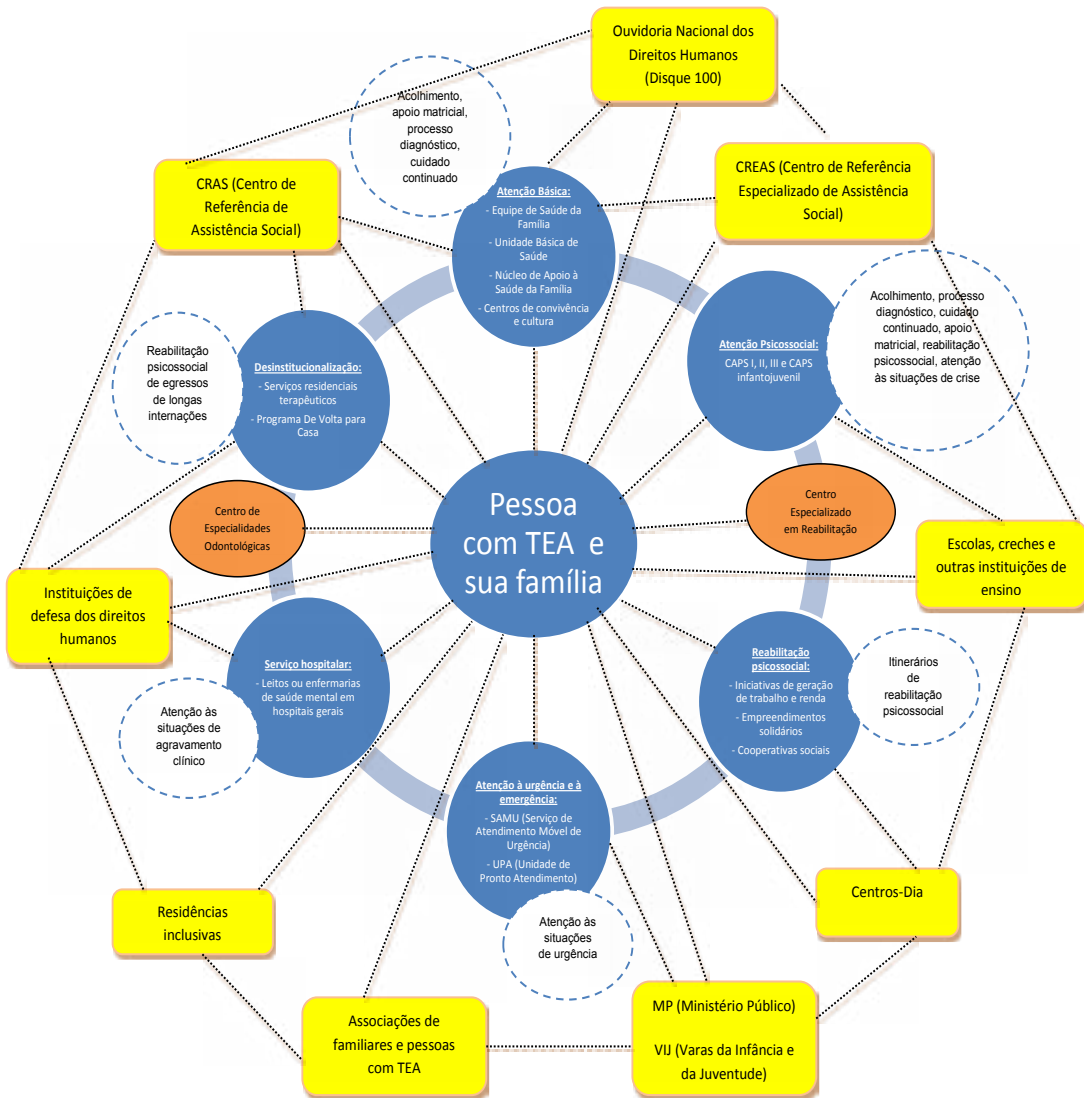 Ouvidoria Nacional dos
Direitos Humanos
(Disque 100)
Acolhimento,
apoio matricial,
processo
diagnóstico,
cuidado
continuado
CRAS (Centro de
Referência de
Assistência Social)
CREAS (Centro de Referência
Especializado de Assistência
Social)
Atenção Básica:
- Equipe de Saúde da
Família
- Unidade Básica de
Saúde
- Núcleo de Apoio à
Saúde da Família
- Centros de convivência
e cultura
Acolhimento, processo
diagnóstico, cuidado
continuado, apoio
matricial, reabilitação
psicossocial, atenção
às situações de crise
Atenção Psicossocial:
CAPS I, II, III e CAPS
infantojuvenil
Reabilitação
psicossocial
de egressos
de longas
internações
Desinstitucionalização:
- Serviços residenciais
terapêuticos
- Programa De Volta para
Casa
Centro de
Especialidades
Odontológicas
Pessoa
com TEA e
sua família
Centro
Especializado
em Reabilitação
Escolas, creches e
outras instituições de
ensino
Instituições de
defesa dos direitos
humanos
Serviço hospitalar:
- Leitos ou enfermarias
de saúde mental em
hospitais gerais
Atenção às
situações de
agravamento
clínico
Reabilitação
psicossocial:
- Iniciativas de geração
de trabalho e renda
- Empreendimentos
solidários
- Cooperativas sociais
Itinerários
de
reabilitação
psicossocial
Atenção à urgência e à
emergência:
- SAMU (Serviço de
Atendimento Móvel de
Urgência)
- UPA (Unidade de
Pronto Atendimento)
Atenção às
situações
de urgência
Centros-Dia
Residências
inclusivas
Associações de
familiares e pessoas
com TEA
MP (Ministério Público)
VIJ (Varas da Infância e
da Juventude)